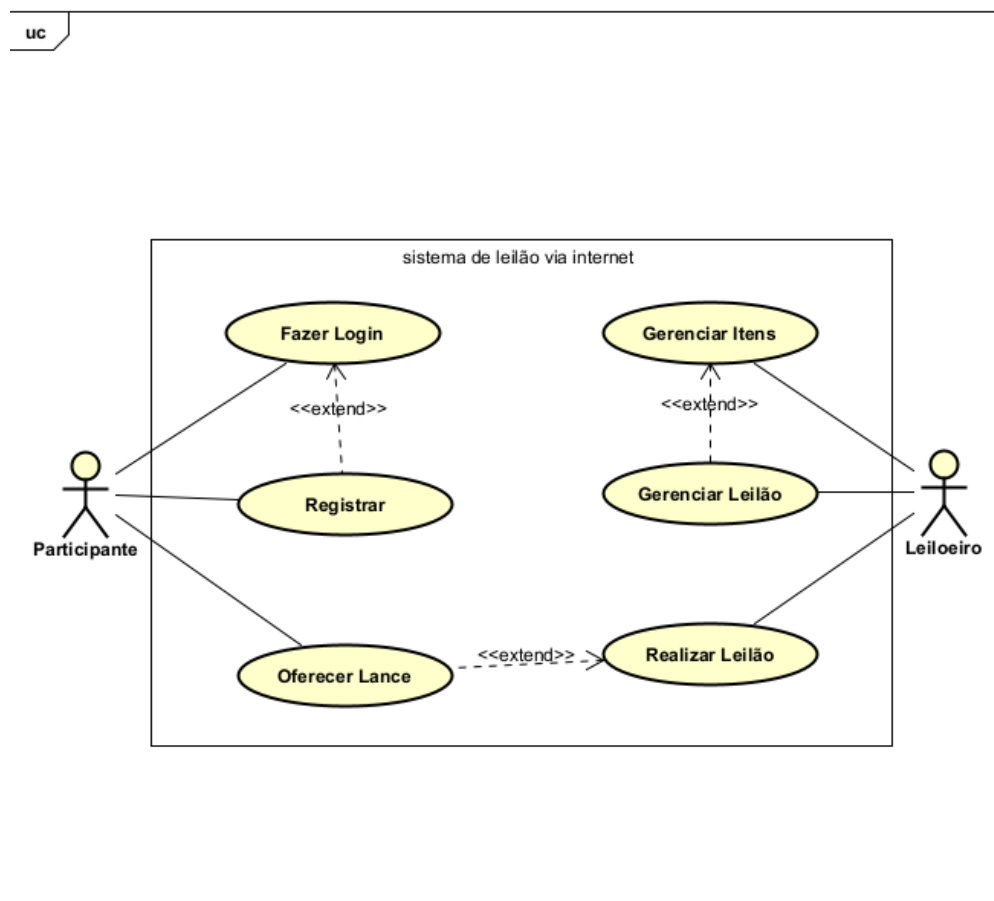 uc
sistema de leilão via internet
Fazer Login
Gerenciar Itens
<<extend>>
<<extend>>
Registrar
Gerenciar Leilão
Participante
Leiloeiro
Oferecer Lance
<<extend>>
Realizar Leilão